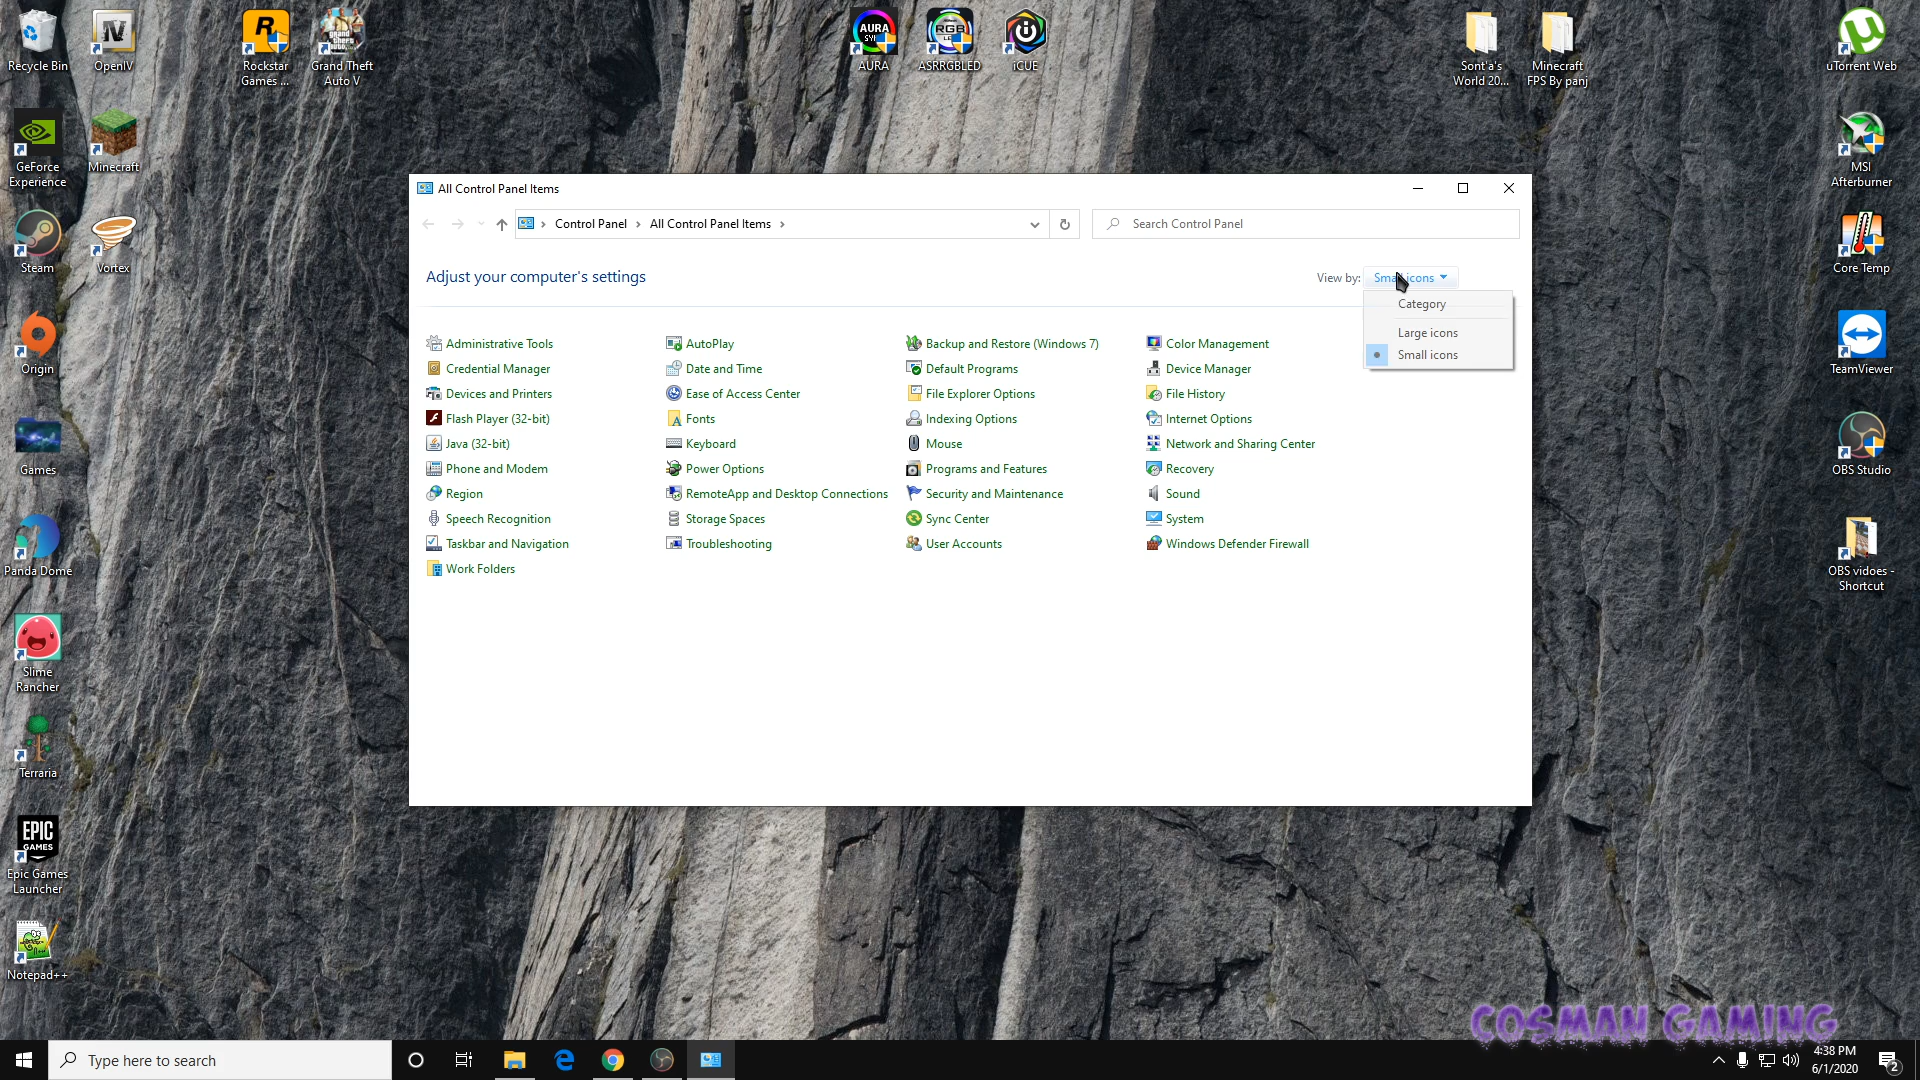 Recycle Bin
OpenIV
Rockstar
Games ...
Grand Theft
Auto V
AURA
ASRRGBLED
iCUE
Sont'a's
World 20...
Minecraft
FPS By panj
uTorrent Web
GeForce
Experience
Minecraft
MSI
Afterburner
Steam
Vortex
Core Temp
Origin
TeamViewer
Games
OBS Studio
Panda Dome
OBS vidoes -
Shortcut
Slime
Rancher
Terraria
EPIC
GAMES
Epic Games
Launcher
Notepad++
All Control Panel Items
Control Panel > All Control Panel Items >
Search Control Panel
Adjust your computer's settings
View by:
Category
Large icons
Small icons
Administrative Tools
AutoPlay
Backup and Restore (Windows 7)
Color Management
Credential Manager
Date and Time
Default Programs
Device Manager
Devices and Printers
Ease of Access Center
File Explorer Options
File History
Flash Player (32-bit)
Fonts
Indexing Options
Internet Options
Java (32-bit)
Keyboard
Mouse
Network and Sharing Center
Phone and Modem
Power Options
Programs and Features
Recovery
Region
RemoteApp and Desktop Connections
Security and Maintenance
Sound
Speech Recognition
Storage Spaces
Sync Center
System
Taskbar and Navigation
Troubleshooting
User Accounts
Windows Defender Firewall
Work Folders
COSMAN GAMING
Type here to search
4:38 PM
6/1/2020
2